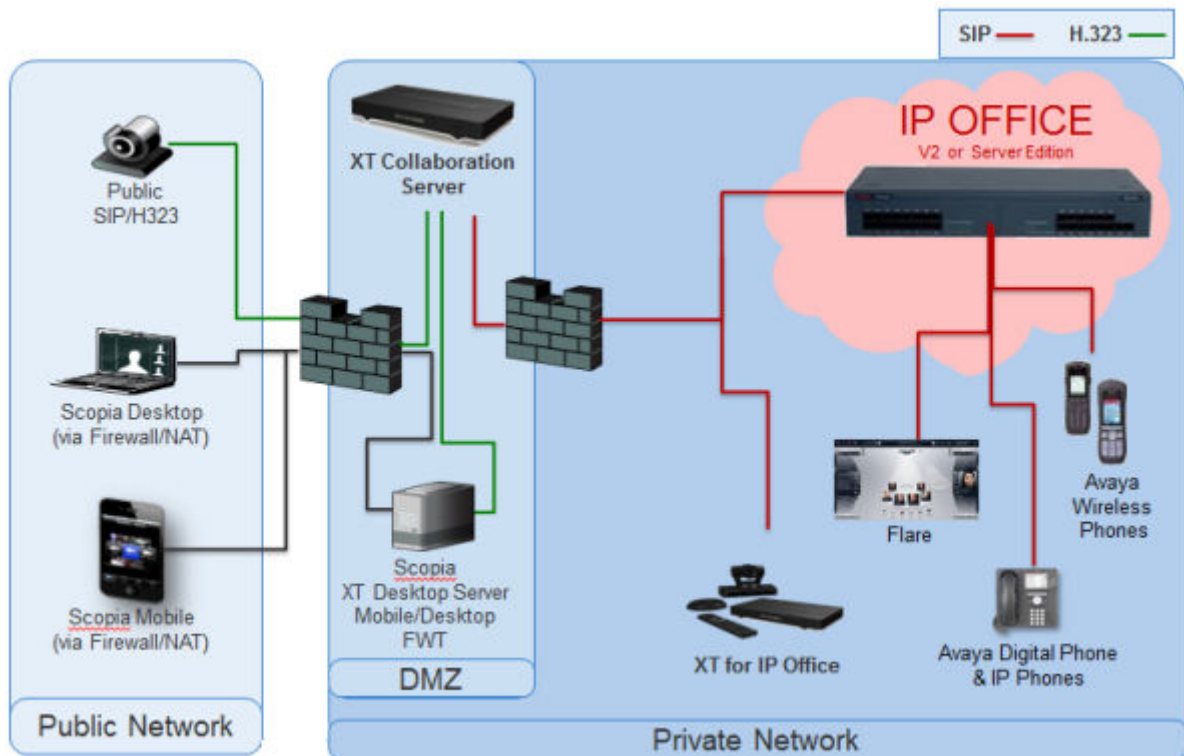 SIP
H.323
Public
SIP/H323
Scopia Desktop
(via Firewall/NAT)
Scopia Mobile
(via Firewall/NAT)
Public Network
XT Collaboration
Server
Scopia
XT Desktop Server
Mobile/Desktop
FWT
DMZ
IP OFFICE
V2 or Server Edition
Flare
Avaya
Wireless
Phones
XT for IP Office
Avaya Digital Phone
& IP Phones
Private Network